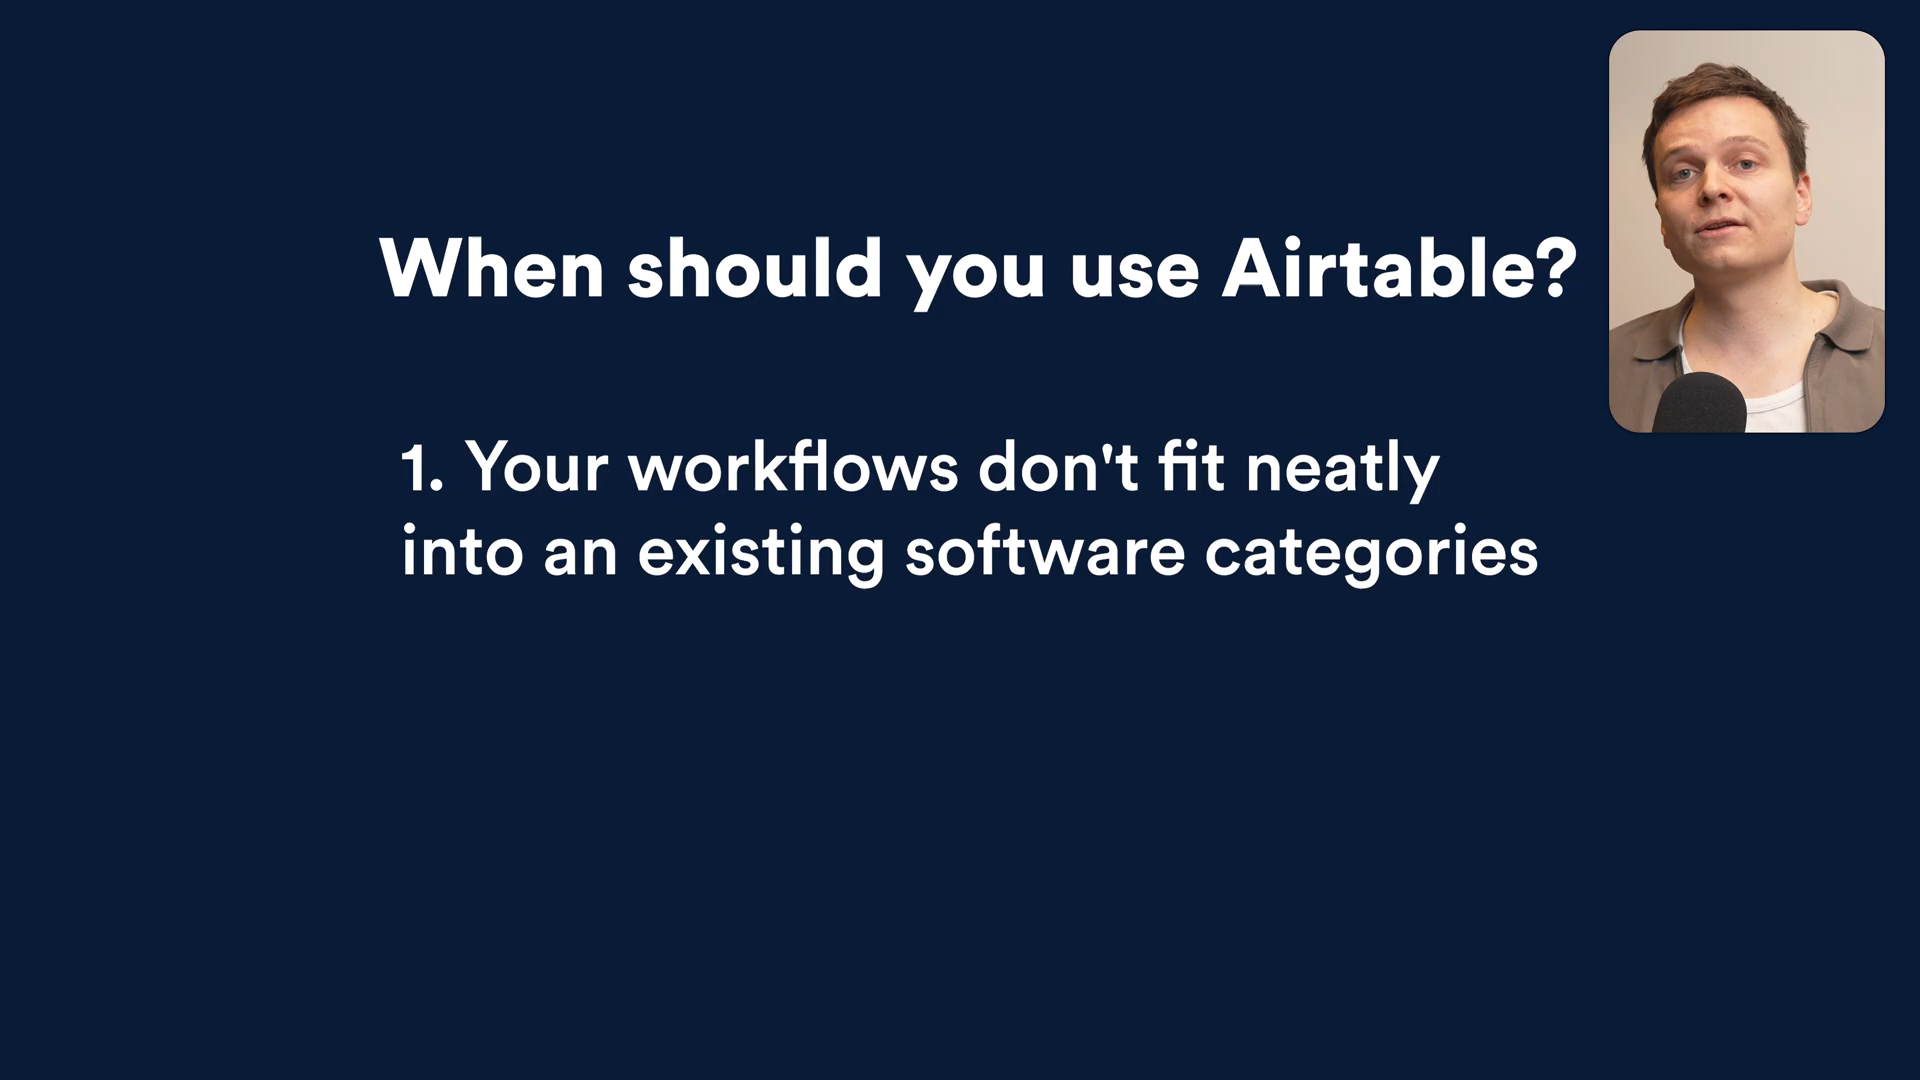 When should you use Airtable?
1. Your workflows don't fit neatly
into an existing software categories